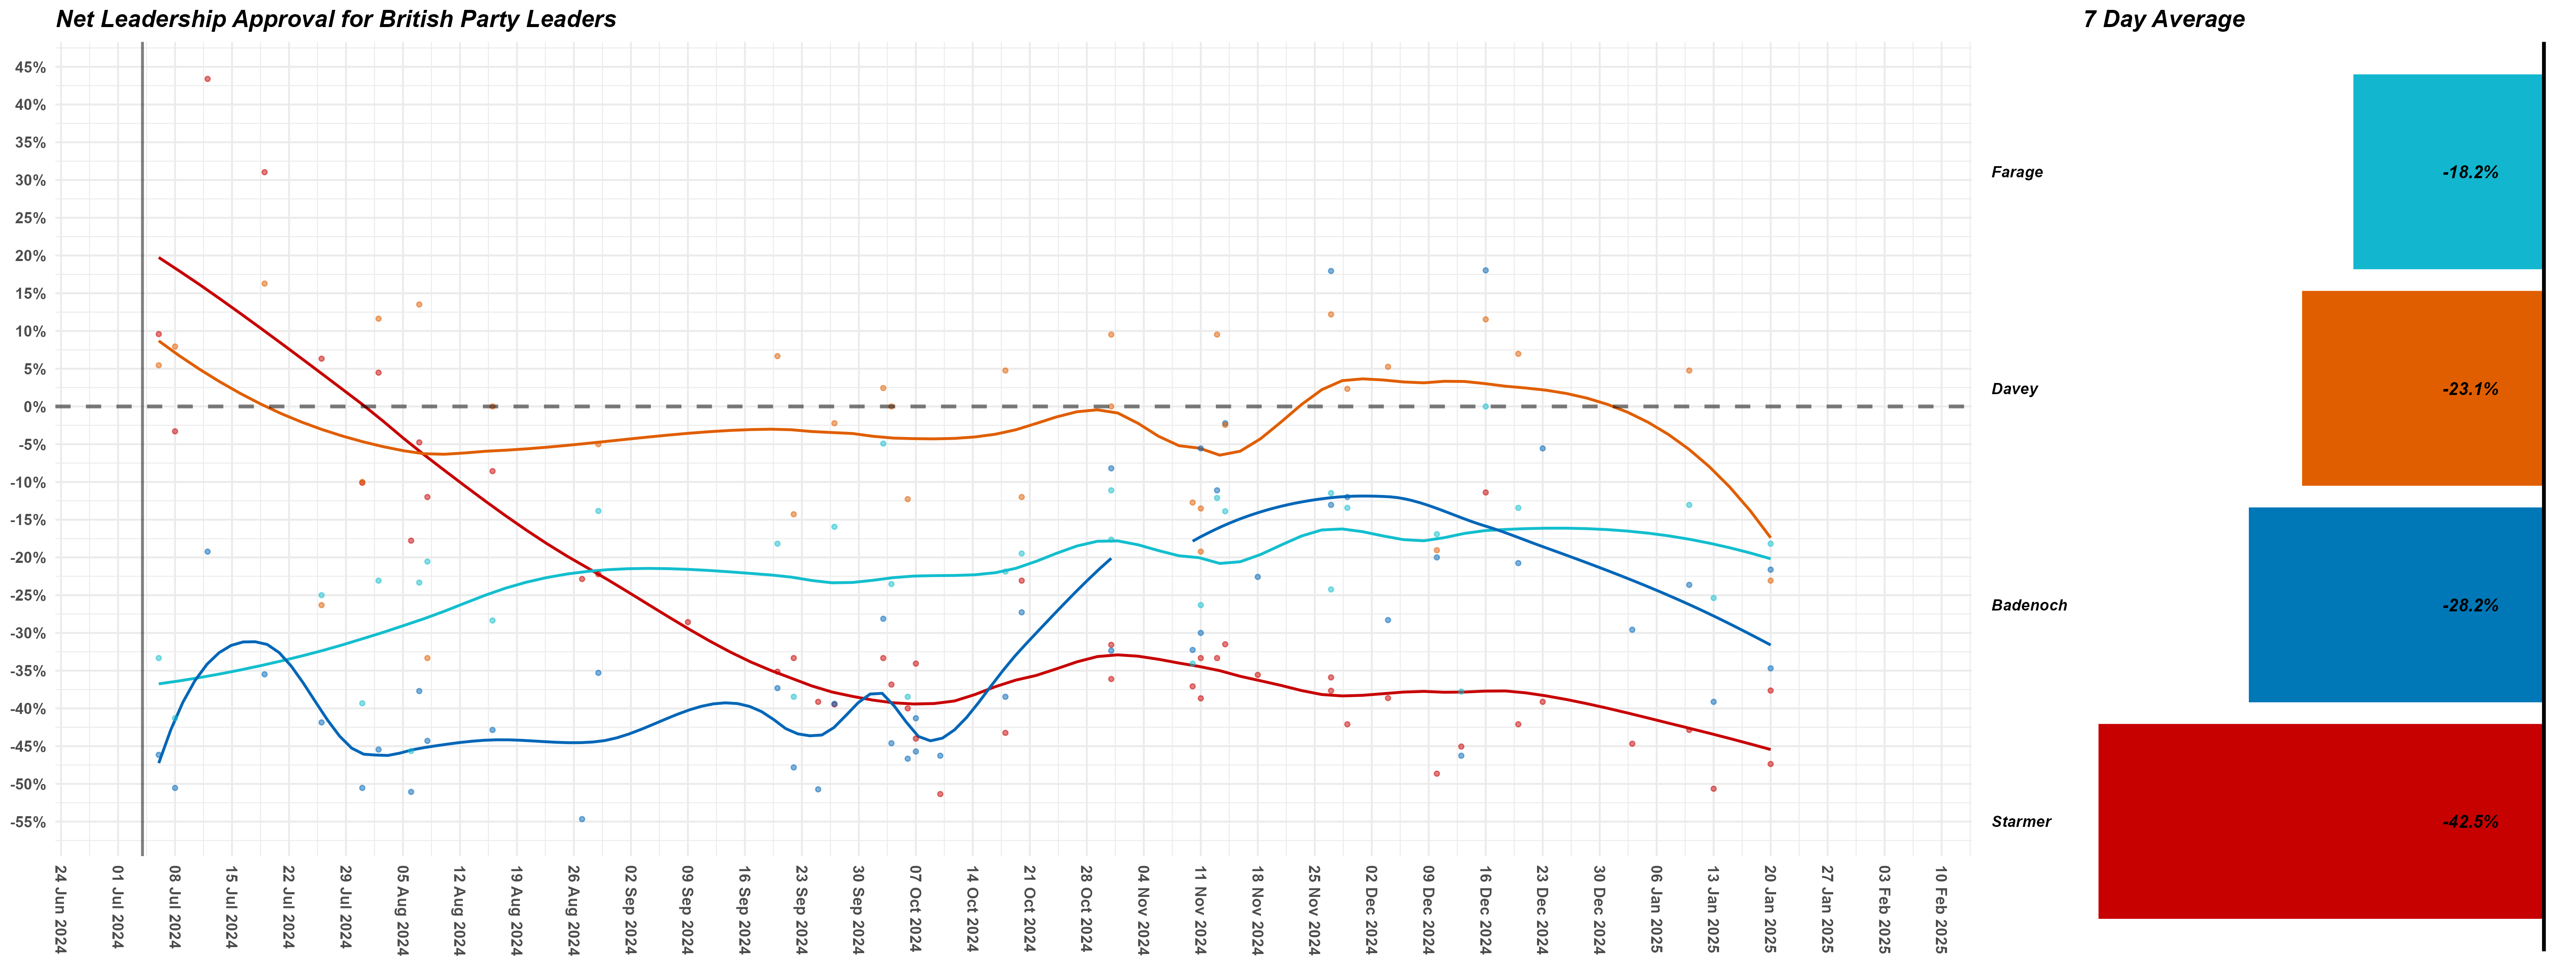 Net Leadership Approval for British Party Leaders
7 Day Average
45%
40%
35%
30%
25%
20%
15%
10%
5%
0%
-5%
-10%
-15%
-20%
-25%
-30%
-35%
-40%
-45%
-50%
-55%
24 Jun 2024
01 Jul 2024
08 Jul 2024
15 Jul 2024
22 Jul 2024
29 Jul 2024
05 Aug 2024
12 Aug 2024
19 Aug 2024
26 Aug 2024
02 Sep 2024
09 Sep 2024
16 Sep 2024
23 Sep 2024
30 Sep 2024
07 Oct 2024
14 Oct 2024
21 Oct 2024
28 Oct 2024
04 Nov 2024
11 Nov 2024
18 Nov 2024
25 Nov 2024
02 Dec 2024
09 Dec 2024
16 Dec 2024
23 Dec 2024
30 Dec 2024
06 Jan 2025
13 Jan 2025
20 Jan 2025
27 Jan 2025
03 Feb 2025
10 Feb 2025
Farage
-18.2%
Davey
-23.1%
Badenoch
-28.2%
Starmer
-42.5%